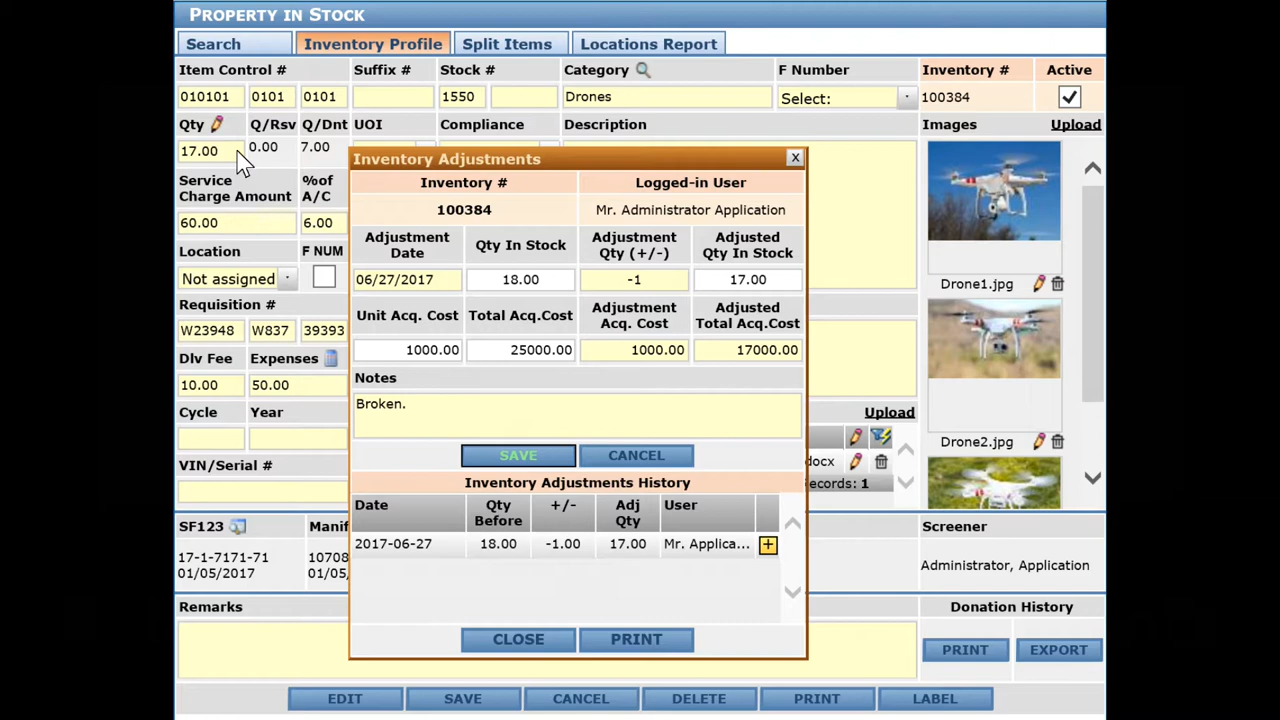 PROPERTY IN STOCK
Search Inventory Profile Split Items Locations Report
Item Control # Suffix # Stock # Category F Number Inventory # Active
010101 0101 0101 1550 Drones Select: 100384
Qty Q/Rsv Q/Dnt UOI Compliance Description Images Upload
17.00 0.00 7.00
Inventory Adjustments X
Service
Charge Amount
%of
A/C
Inventory # Logged-in User
100384 Mr. Administrator Application
60.00 6.00
Adjustment
Date
Qty In Stock
Adjustment
Qty (+/-)
Adjusted
Qty In Stock
Location F NUM
Not assigned
06/27/2017 18.00 -1 17.00
Drone1.jpg
Requisition #
Unit Acq. Cost Total Acq.Cost
Adjustment
Acq. Cost
Adjusted
Total Acq.Cost
W23948 W837 39393
1000.00 25000.00 1000.00 17000.00
Dlv Fee Expenses
10.00 50.00
Notes
Broken.
Cycle Year
Upload
SAVE CANCEL
Drone2.jpg
docx
VIN/Serial #
Inventory Adjustments History
ecords: 1
Date
Qty
Before
+/-
Adj
Qty
User
2017-06-27 18.00 -1.00 17.00 Mr. Applica... +
SF123 Manif
17-1-7171-71 10708
01/05/2017 01/05/
Screener
Administrator, Application
Remarks
Donation History
CLOSE PRINT
PRINT EXPORT
EDIT SAVE CANCEL DELETE PRINT LABEL